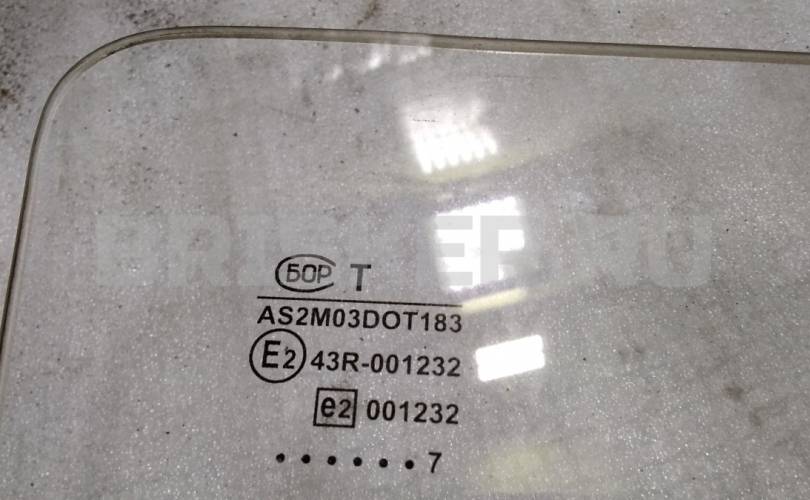 БОР T
AS2M03DOT183
E2 43R-001232
e2 001232
. . . . . . 7